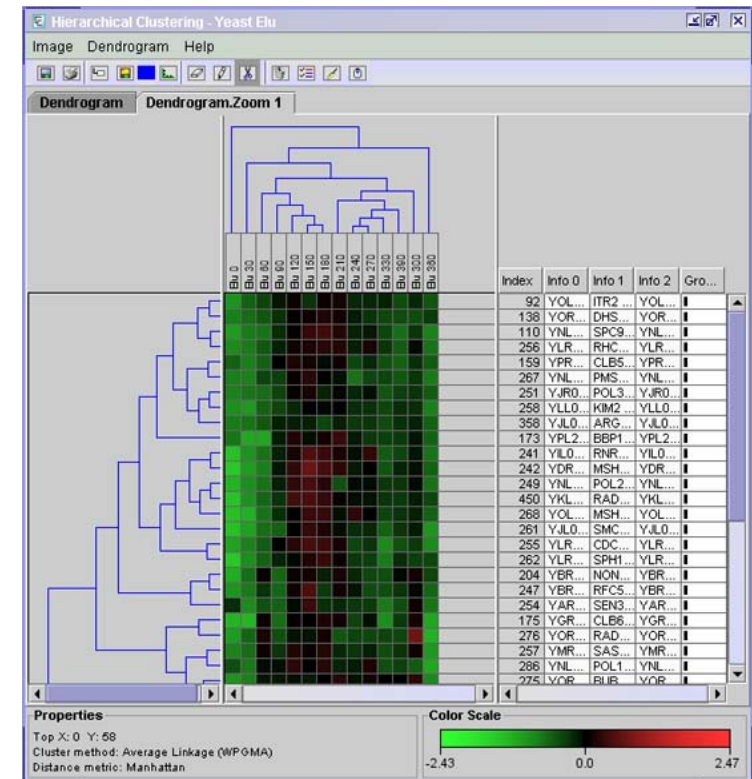 Hierarchical Clustering - Yeast Elu
Image Dendrogram Help
Dendrogram Dendrogram.Zoom 1
Elu 0 Elu 30 Elu 60 Elu 90 Elu 120 Elu 150 Elu 180 Elu 210 Elu 240 Elu 270 Elu 330 Elu 390 Elu 300 Elu 360
Index Info 0 Info 1 Info 2 Gro...
92 YOL... ITR2 ... YOL...
138 YOR... DHS... YOR...
110 YNL... SPC9... YNL...
256 YLR... RHC... YLR...
159 YPR... CLB5... YPR...
267 YNL... PMS... YNL...
251 YJR0... POL3... YJR0...
258 YLL0... KIM2 ... YLL0...
358 YJL0... ARG... YJL0...
173 YPL2... BBP1... YPL2...
241 YIL0... RNR... YIL0...
242 YDR... MSH... YDR...
249 YNL... POL2... YNL...
450 YKL... RAD... YKL...
268 YOL... MSH... YOL...
261 YJL0... SMC... YJL0...
255 YLR... CDC... YLR...
262 YLR... SPH1... YLR...
204 YBR... NON... YBR...
247 YBR... RFC5... YBR...
254 YAR... SEN3... YAR...
175 YGR... CLB6... YGR...
276 YOR... RAD... YOR...
257 YMR... SAS... YMR...
286 YNL... POL1... YNL...
275 YOR BUB YOR
Properties
Top X: 0 Y: 58
Cluster method: Average Linkage (WPGMA)
Distance metric: Manhattan
Color Scale
-2.43 0.0 2.47